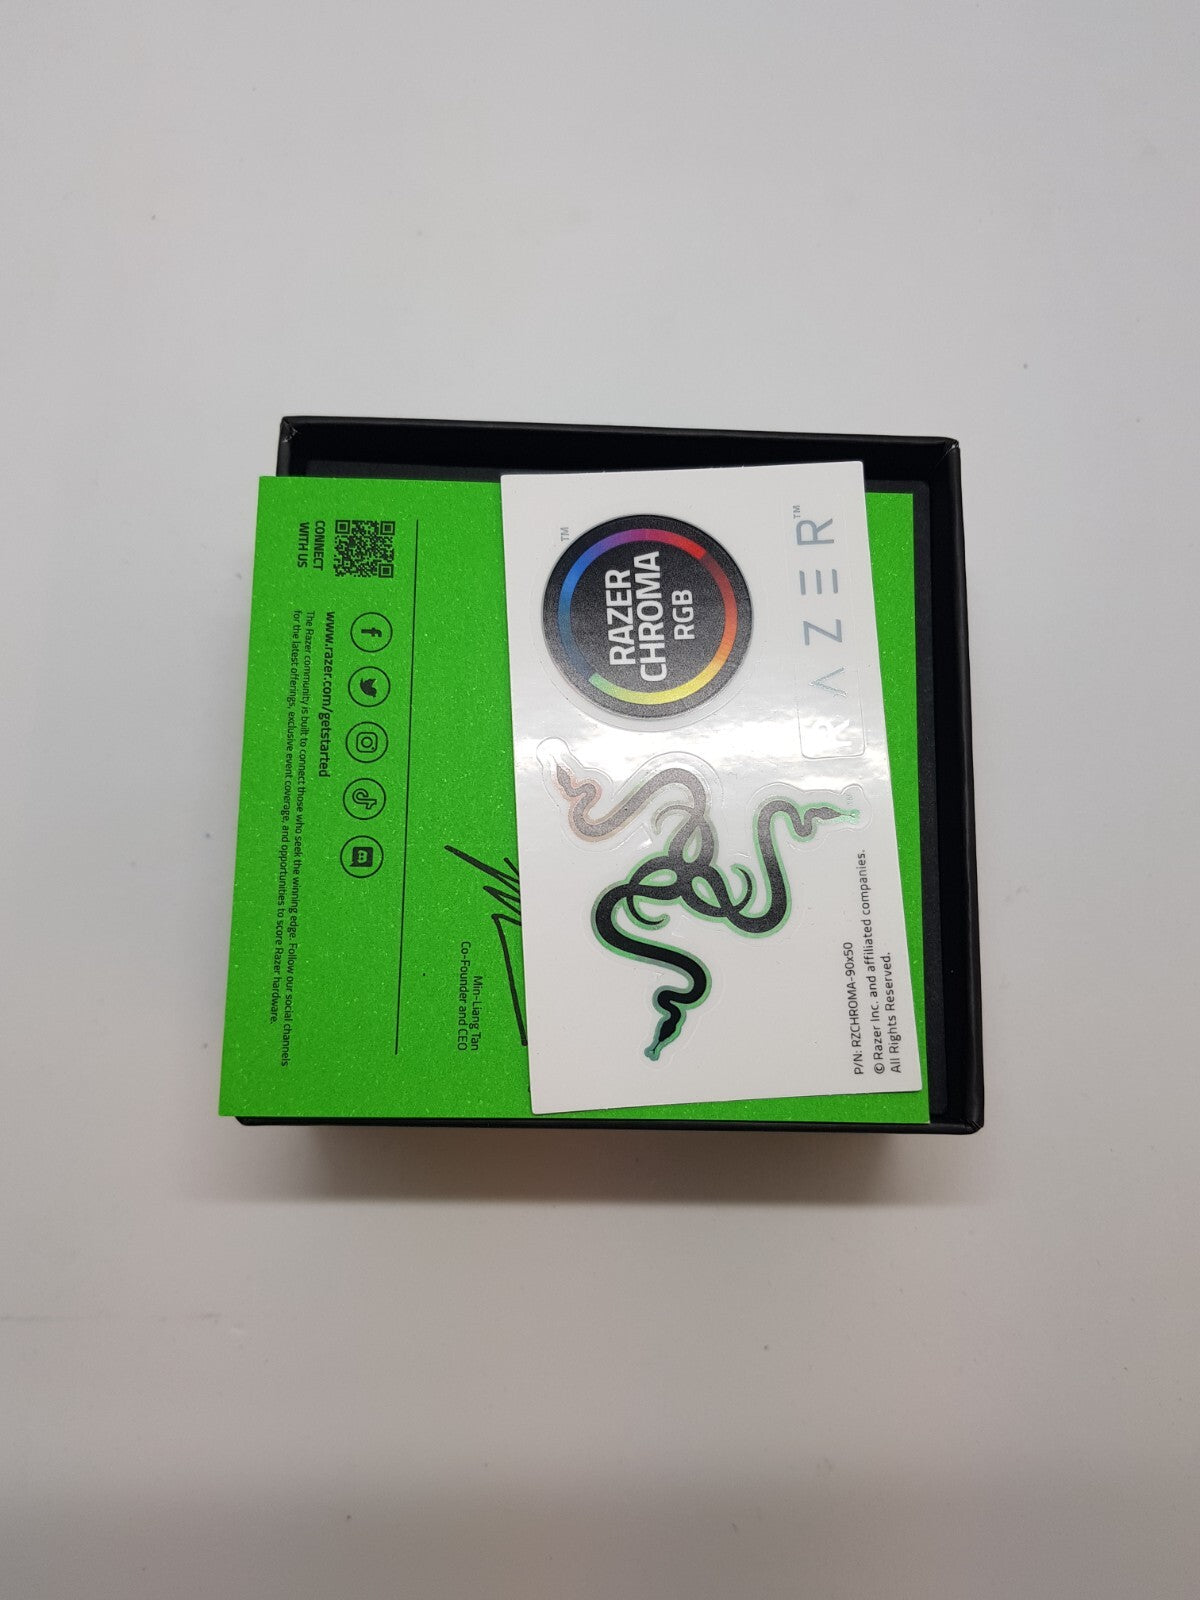 Min-Liang Tan
Co-Founder and CEO
CONNECT
WITH US
www.razer.com/getstarted
The Razer community is built to connect those who seek the winning edge. Follow our social channels
for the latest offerings, exclusive event coverage, and opportunities to score Razer hardware.
TM
RAZER
CHROMA
RGB
RAZER™
P/N: RZCHROMA-90x50
© Razer Inc. and affiliated companies.
All Rights Reserved.